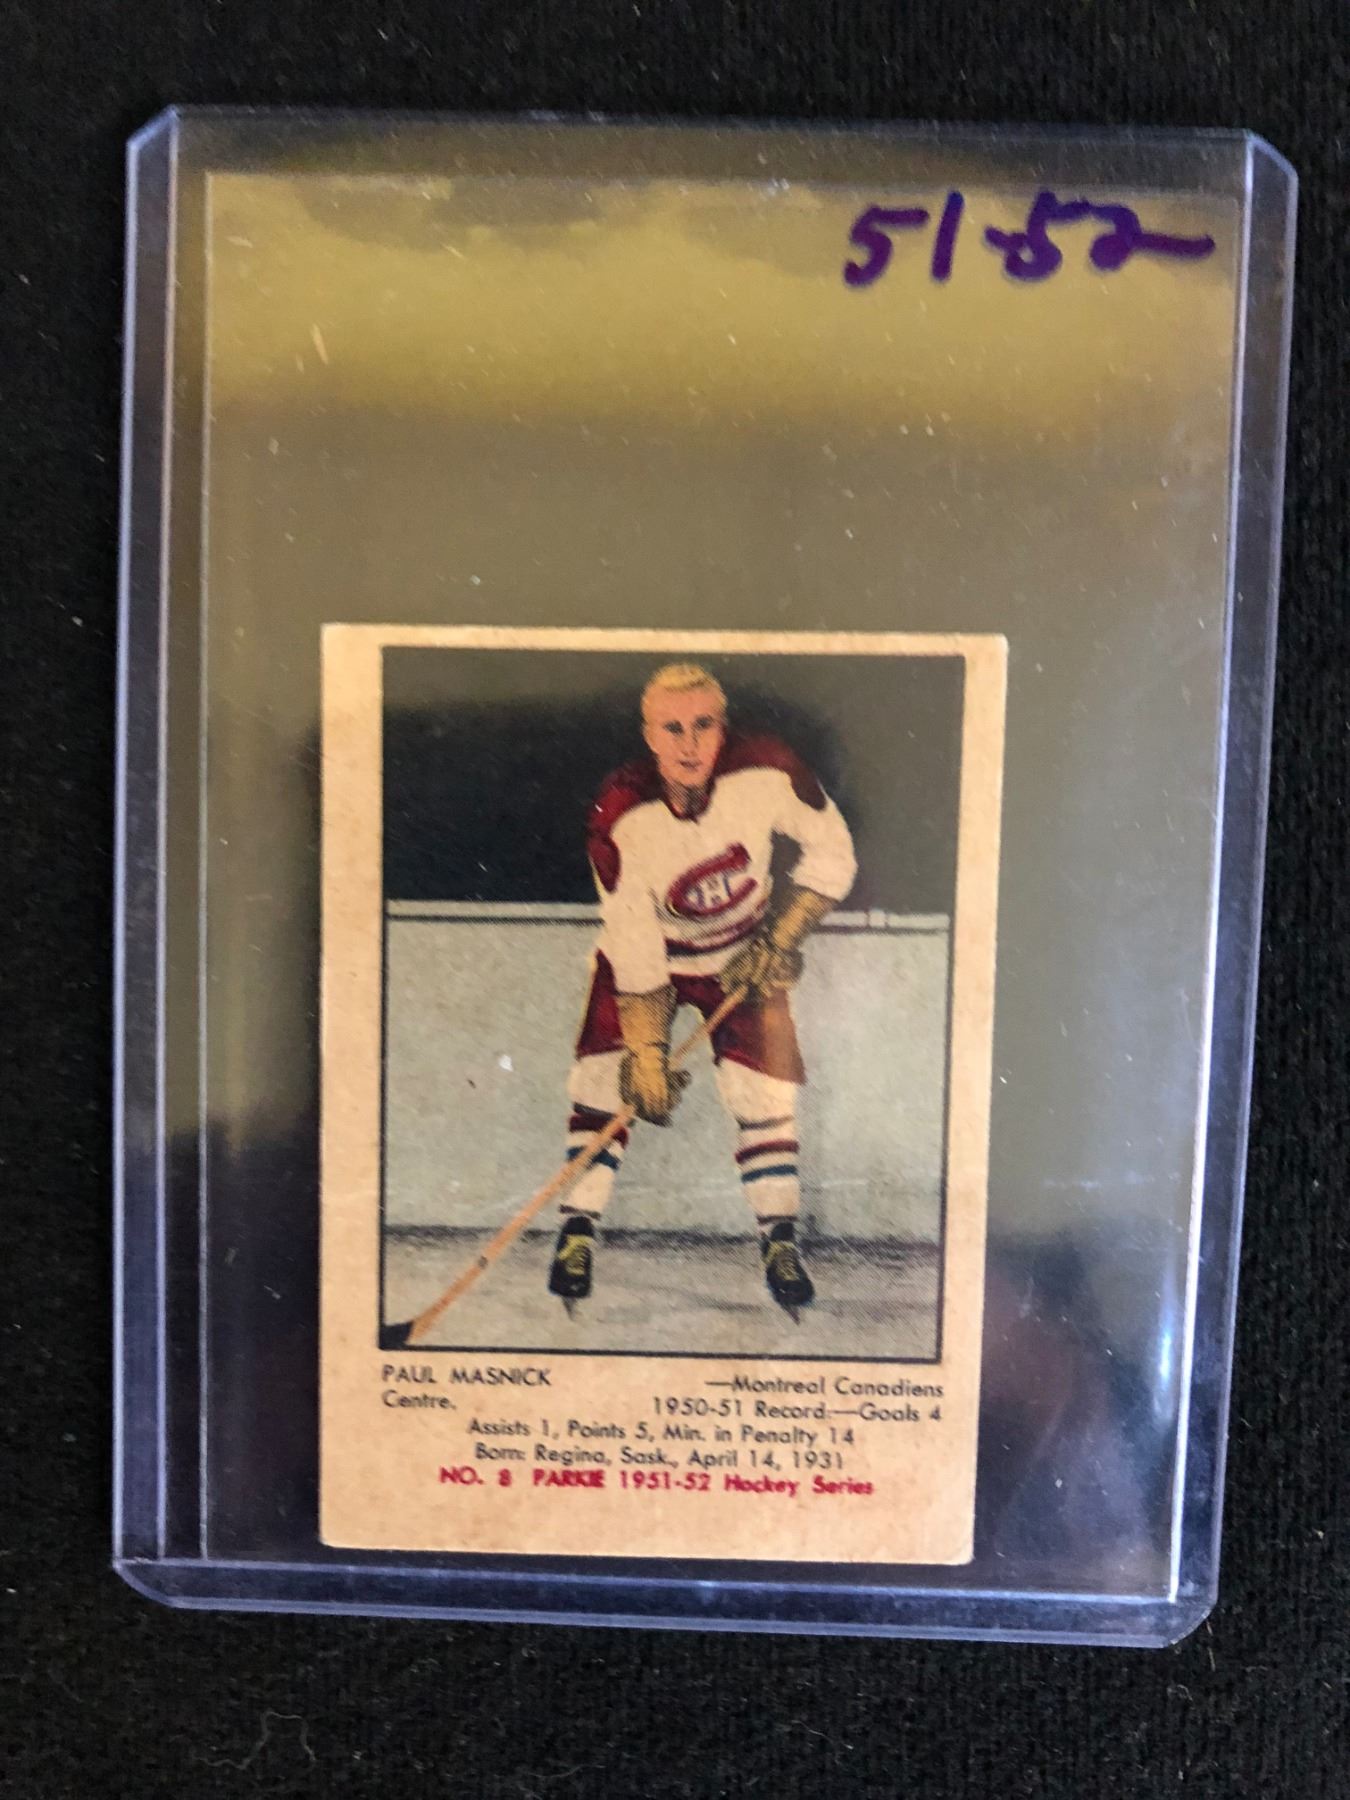 51-52
PAUL MASNICK —Montreal Canadiens
Centre. 1950-51 Record:—Goals 4
Assists 1, Points 5, Min. in Penalty 14
Born: Regina, Sask., April 14, 1931
NO. 8 PARKIE 1951-52 Hockey Series